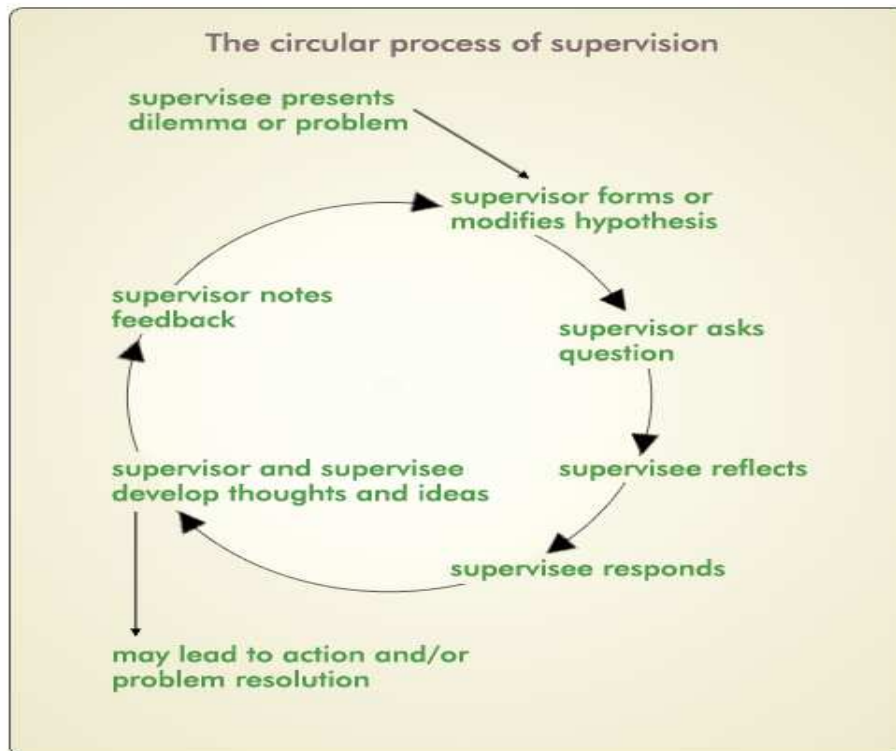 The circular process of supervision
supervisee presents
dilemma or problem
supervisor forms or
modifies hypothesis
supervisor asks
question
supervisee reflects
supervisee responds
supervisor and supervisee
develop thoughts and ideas
supervisor notes
feedback
may lead to action and/or
problem resolution